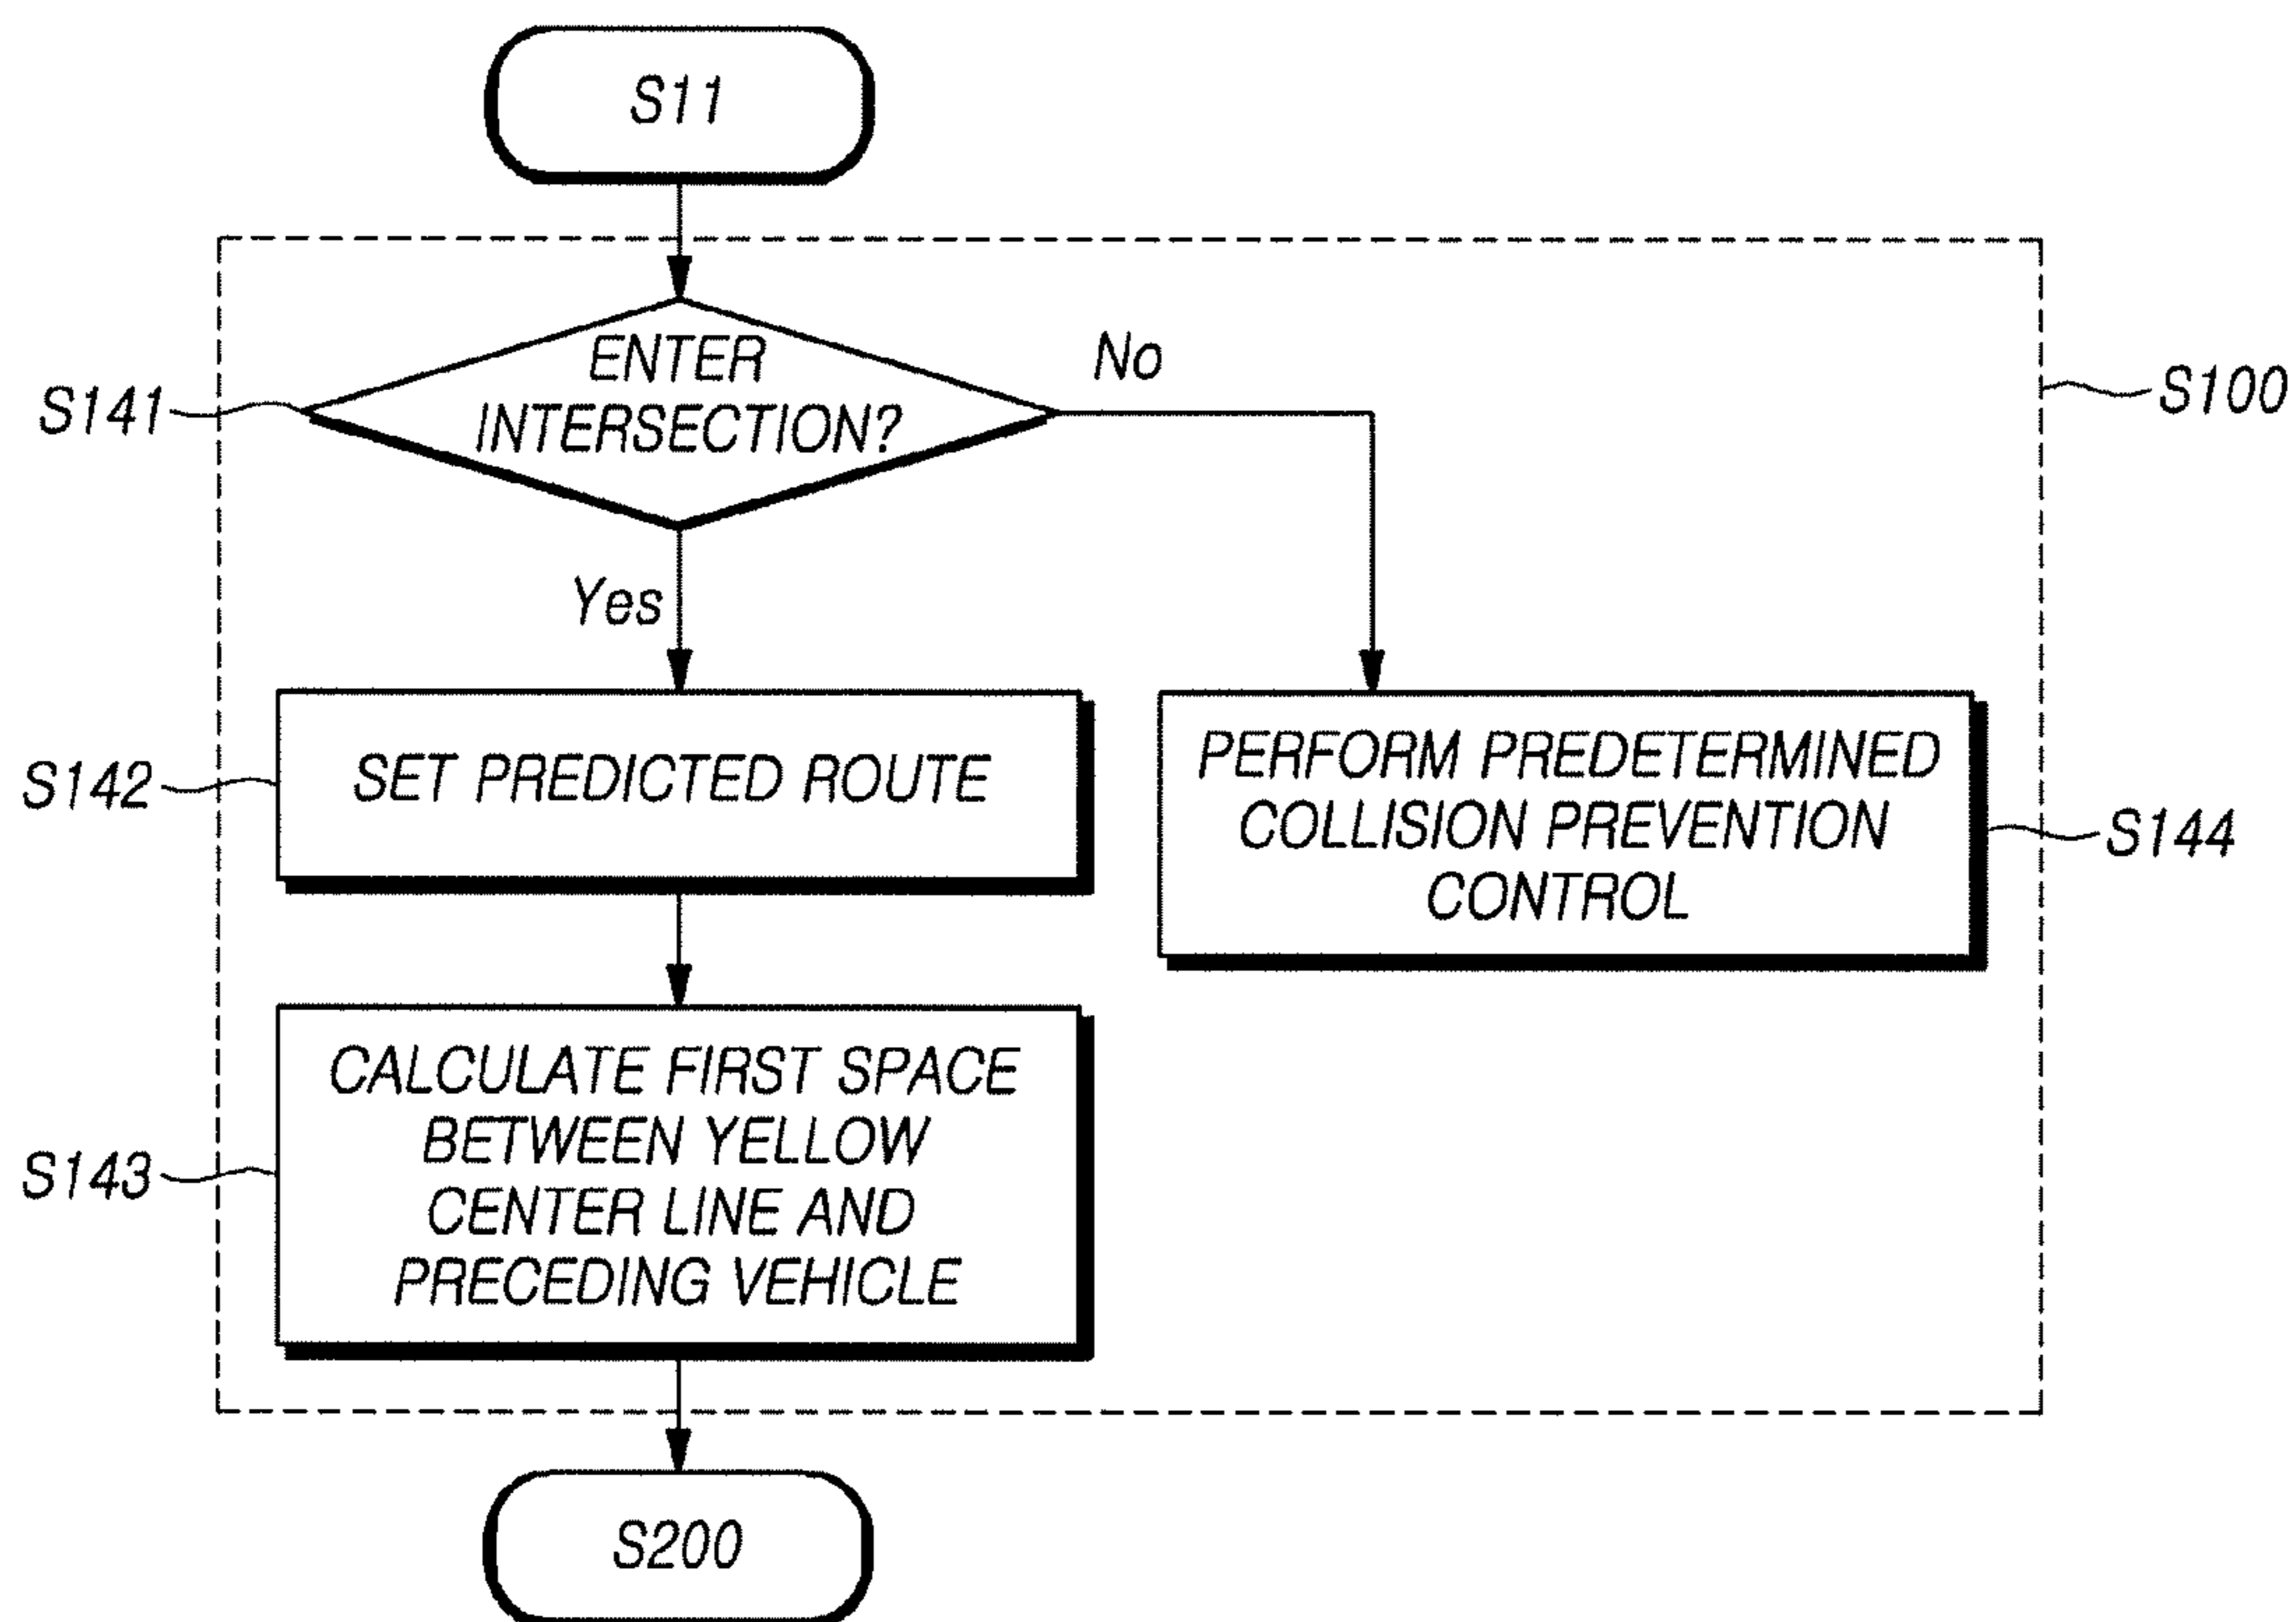 S11
ENTER
INTERSECTION?
No
S141
S100
Yes
SET PREDICTED ROUTE
S142
PERFORM PREDETERMINED
COLLISION PREVENTION
CONTROL
S144
CALCULATE FIRST SPACE
BETWEEN YELLOW
CENTER LINE AND
PRECEDING VEHICLE
S143
S200